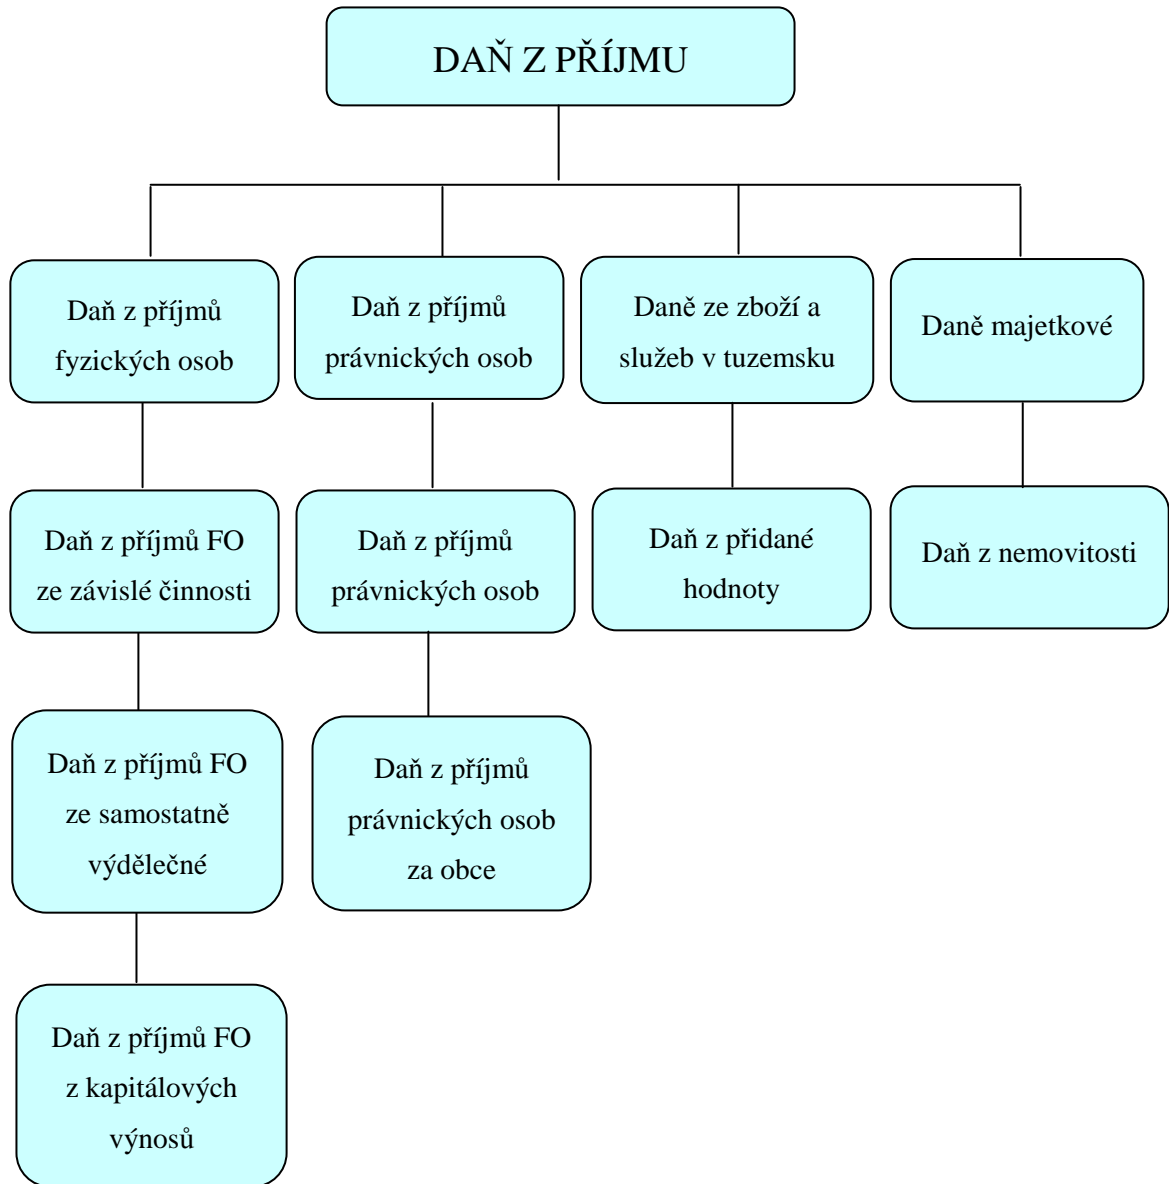 DAŇ Z PŘÍJMU
Daň z příjmů
fyzických osob
Daň z příjmů
právnických osob
Daně ze zboží a
služeb v tuzemsku
Daně majetkové
Daň z příjmů FO
ze závislé činnosti
Daň z příjmů
právnických osob
Daň z přidané
hodnoty
Daň z nemovitosti
Daň z příjmů FO
ze samostatně
výdělečné
Daň z příjmů
právnických osob
za obce
Daň z příjmů FO
z kapitálových
výnosů